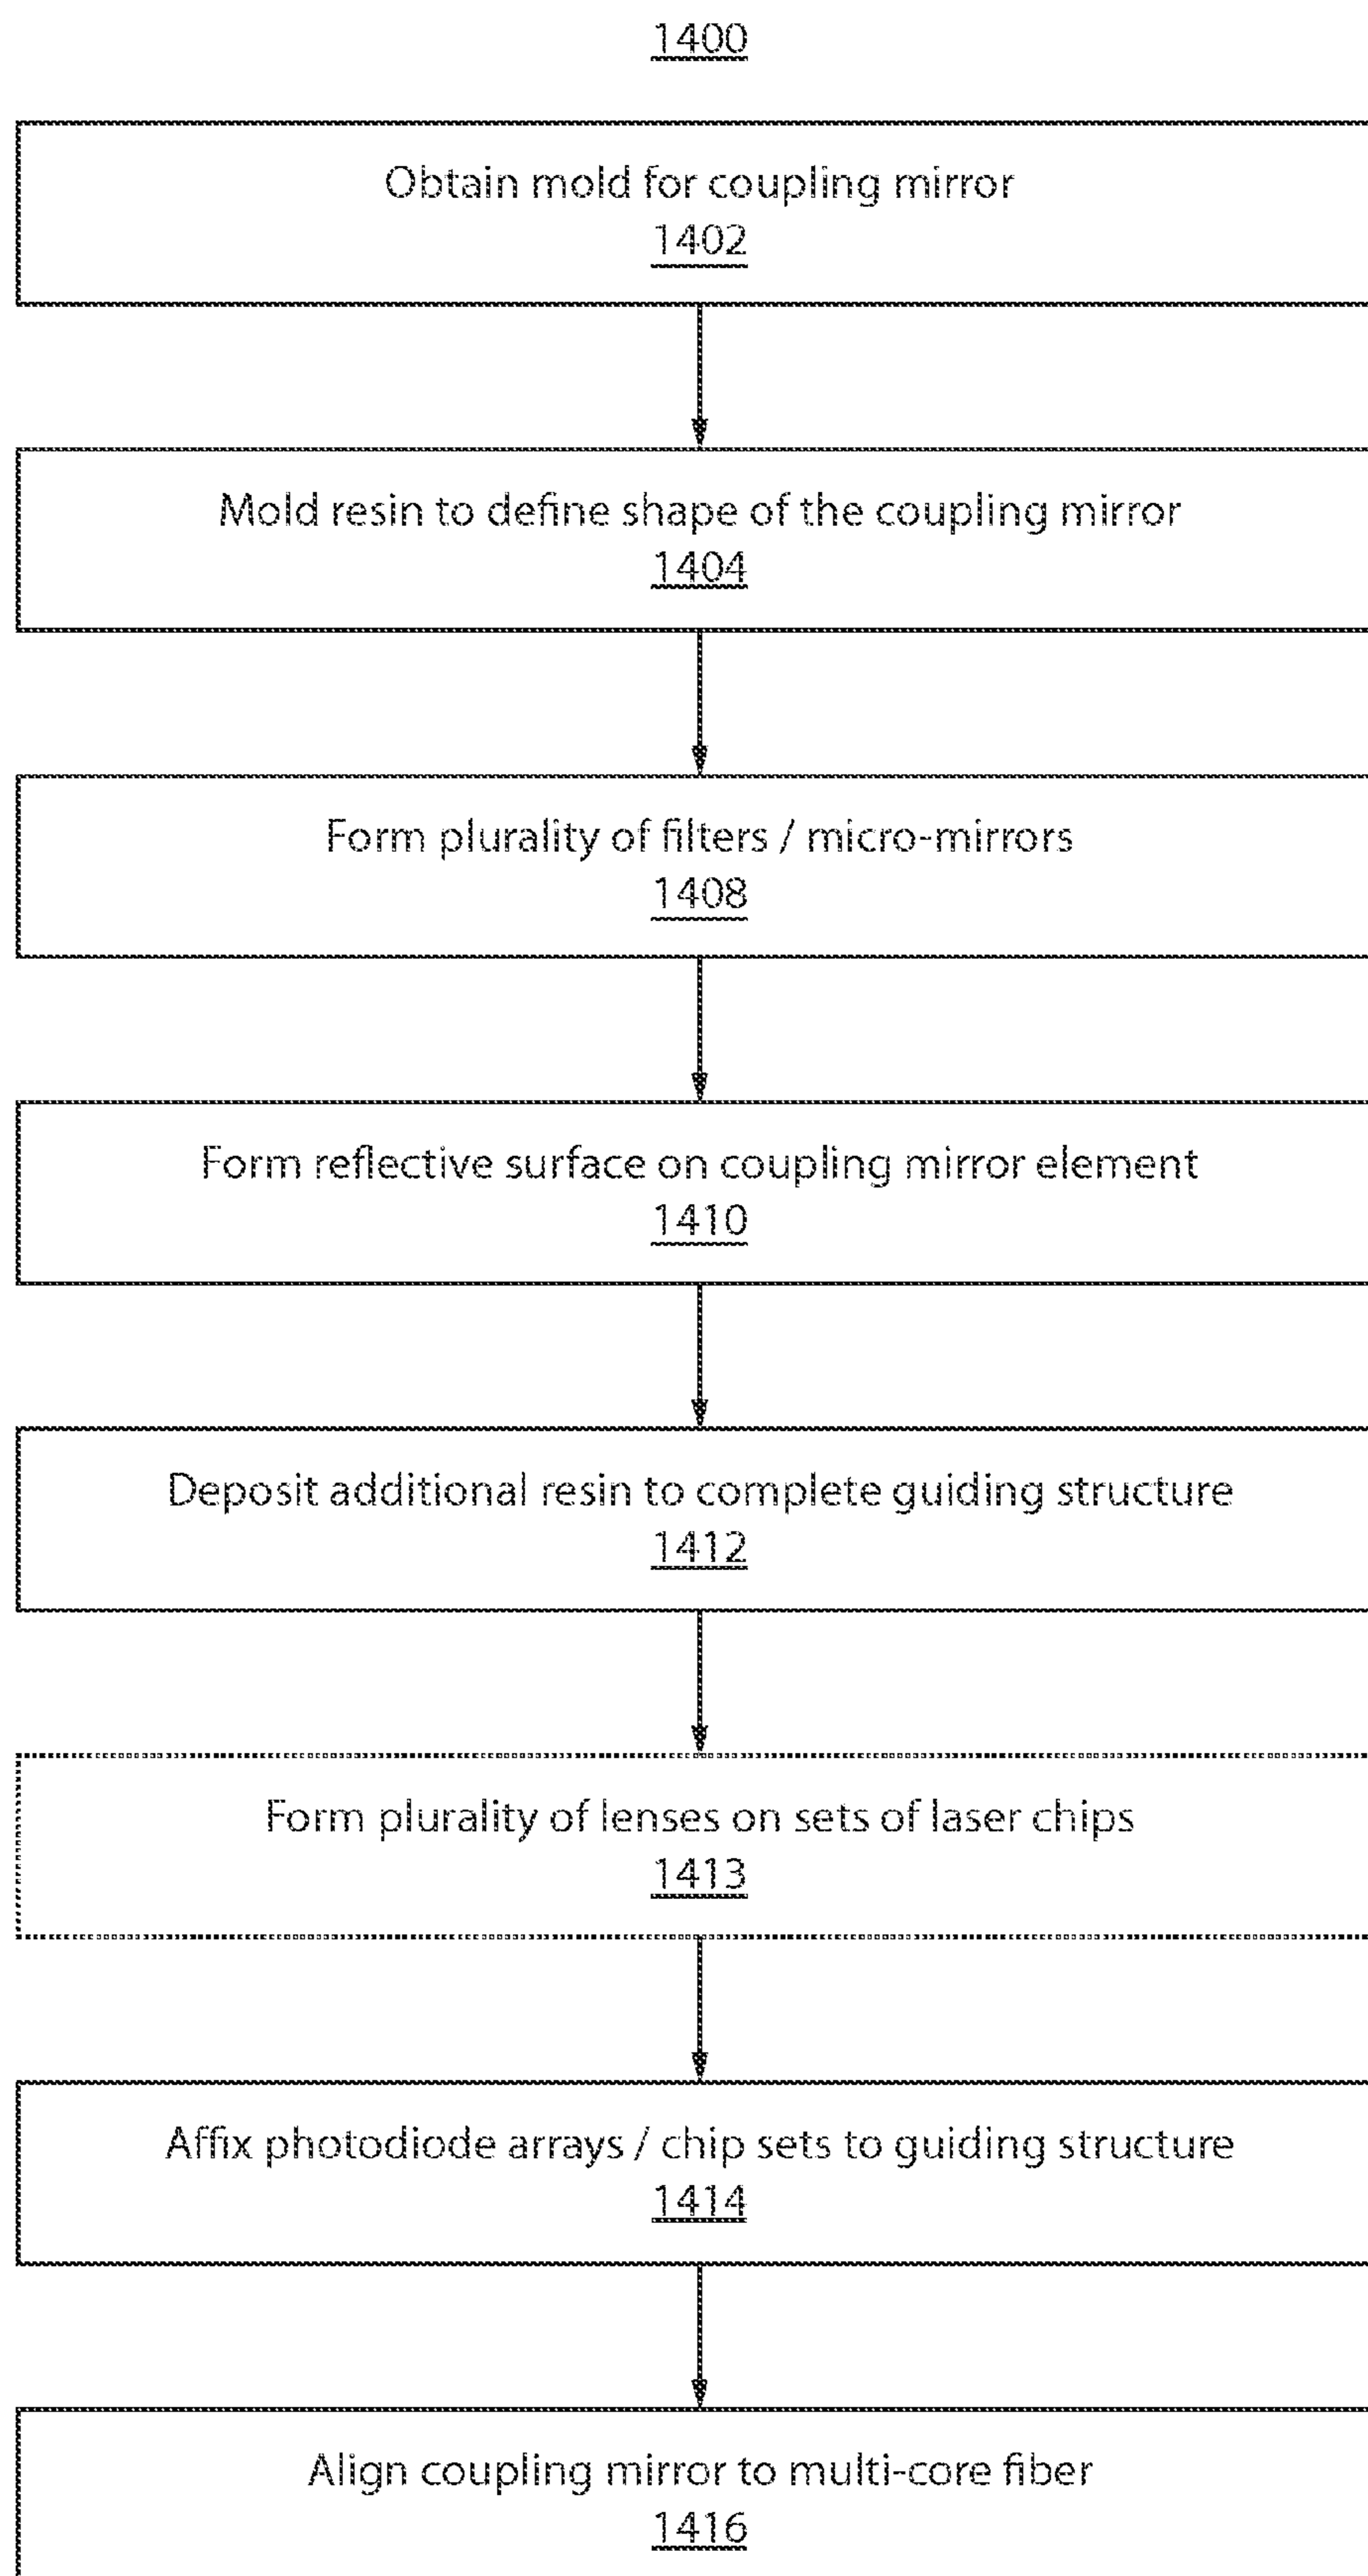 1400
Obtain mold for coupling mirror
1402
Mold resin to define shape of the coupling mirror
1404
Form plurality of filters / micro-mirrors
1408
Form reflective surface on coupling mirror element
1410
Deposit additional resin to complete guiding structure
1412
Form plurality of lenses on sets of laser chips
1413
Affix photodiode arrays / chip sets to guiding structure
1414
Align coupling mirror to multi-core fiber
1416